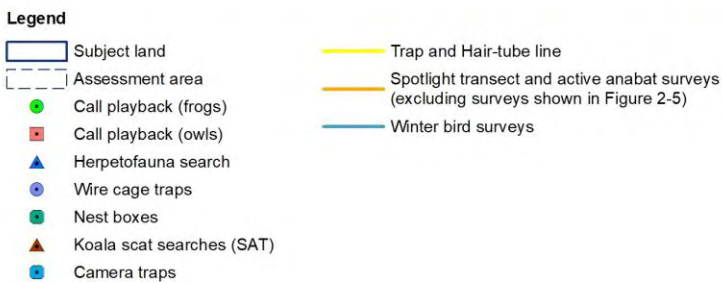 Legend
Subject land
Assessment area
Call playback (frogs)
Call playback (owls)
Herpetofauna search
Wire cage traps
Nest boxes
Koala scat searches (SAT)
Camera traps
Trap and Hair-tube line
Spotlight transect and active anabat surveys
(excluding surveys shown in Figure 2-5)
Winter bird surveys